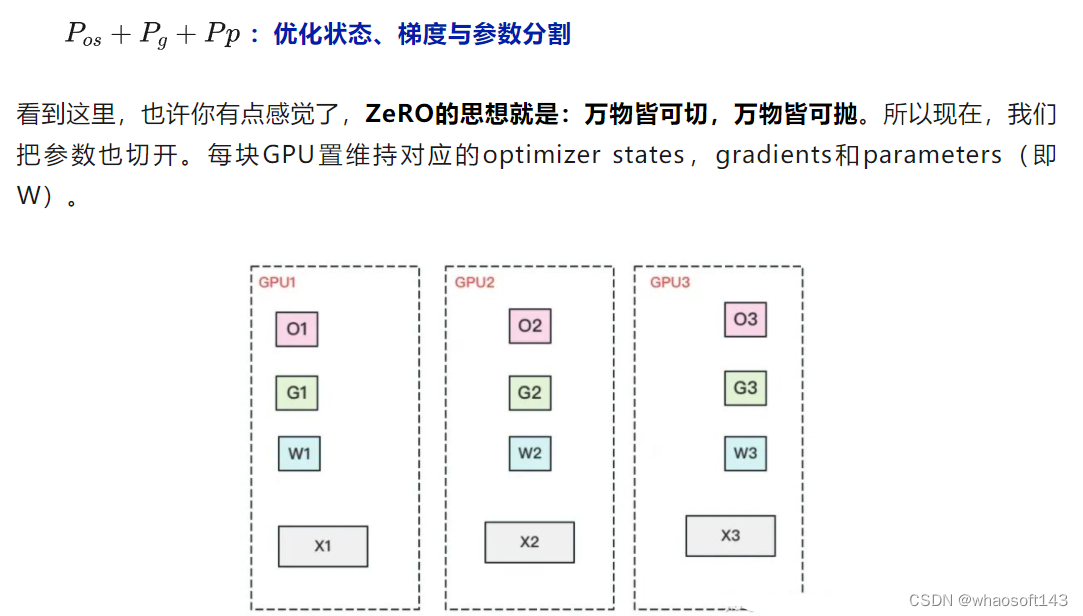 P_os + P_g + Pp ：优化状态、梯度与参数分割
看到这里，也许你有点感觉了，ZeRO的思想就是：万物皆可切，万物皆可抛。所以现在，我们
把参数也切开。每块GPU置维持对应的optimizer states，gradients和parameters（即
W）。
GPU1 GPU2 GPU3
O1 O2 O3
G1 G2 G3
W1 W2 W3
X1 X2 X3
CSDN @whaosoft143